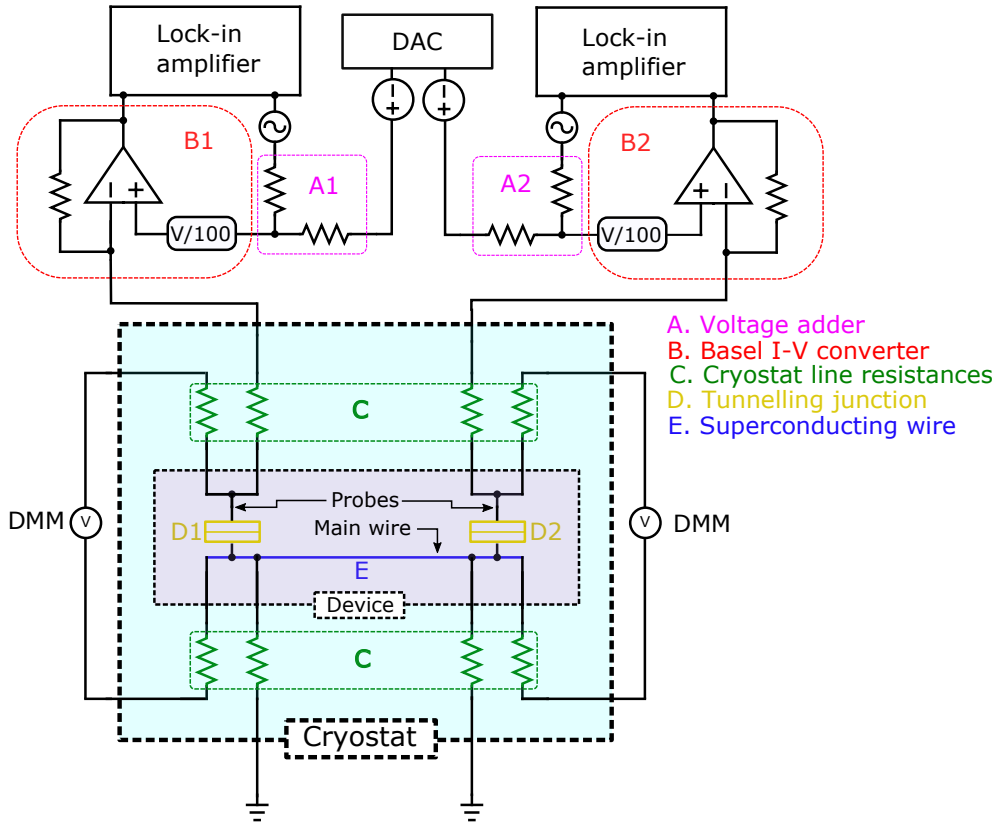 Lock-in
amplifier
DAC
Lock-in
amplifier
B1
A1
A2
B2
V/100
V/100
A. Voltage adder
B. Basel I-V converter
C. Cryostat line resistances
D. Tunnelling junction
E. Superconducting wire
C
Probes
DMM
V
D1
Main wire
D2
V
DMM
E
Device
C
Cryostat